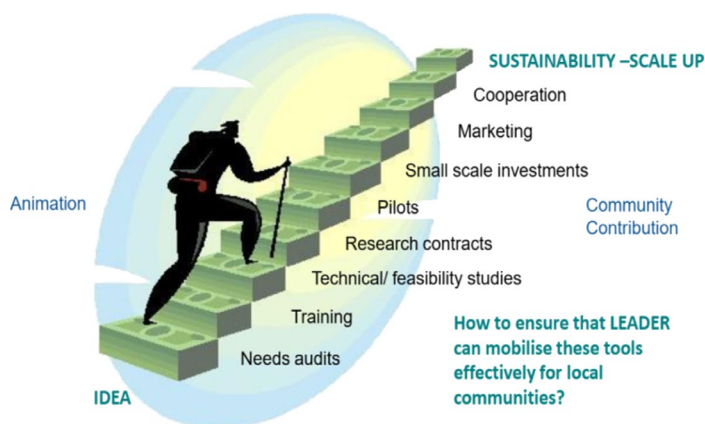 SUSTAINABILITY –SCALE UP
Cooperation
Marketing
Small scale investments
Animation
Pilots
Community
Contribution
Research contracts
Technical/ feasibility studies
Training
How to ensure that LEADER
can mobilise these tools
effectively for local
communities?
Needs audits
IDEA